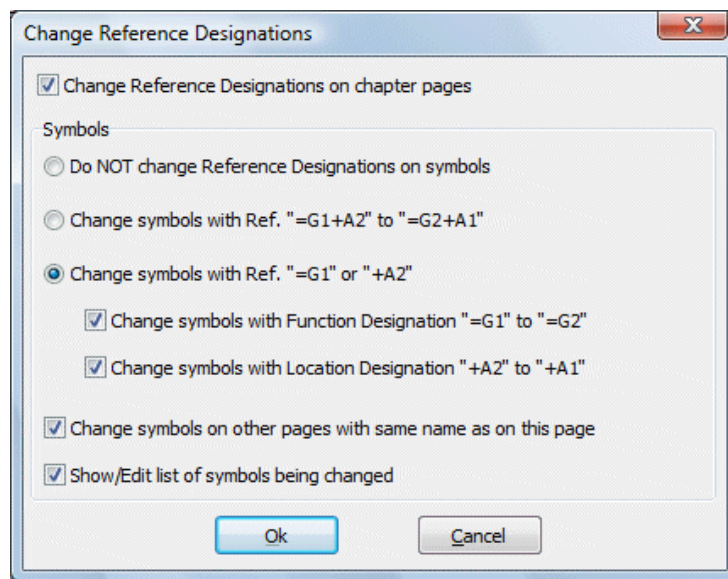 Change Reference Designations
Change Reference Designations on chapter pages
Symbols
Do NOT change Reference Designations on symbols
Change symbols with Ref. "=G1+A2" to "=G2+A1"
Change symbols with Ref. "=G1" or "+A2"
Change symbols with Function Designation "=G1" to "=G2"
Change symbols with Location Designation "+A2" to "+A1"
Change symbols on other pages with same name as on this page
Show/Edit list of symbols being changed
Ok Cancel